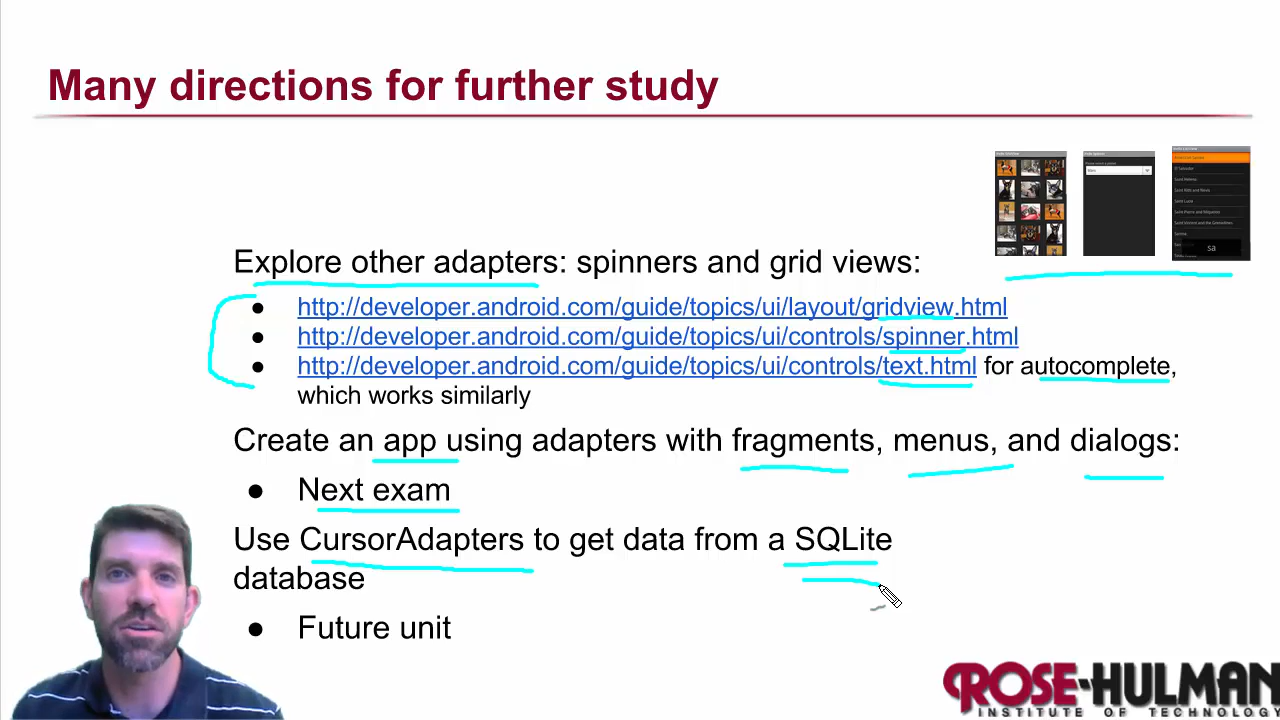 Many directions for further study
Explore other adapters: spinners and grid views:
● http://developer.android.com/guide/topics/ui/layout/gridview.html
● http://developer.android.com/guide/topics/ui/controls/spinner.html
● http://developer.android.com/guide/topics/ui/controls/text.html for autocomplete,
which works similarly
Create an app using adapters with fragments, menus, and dialogs:
● Next exam
Use CursorAdapters to get data from a SQLite
database
● Future unit
sa
ROSE-HULMAN
INSTITUTE OF TECHNOLOGY